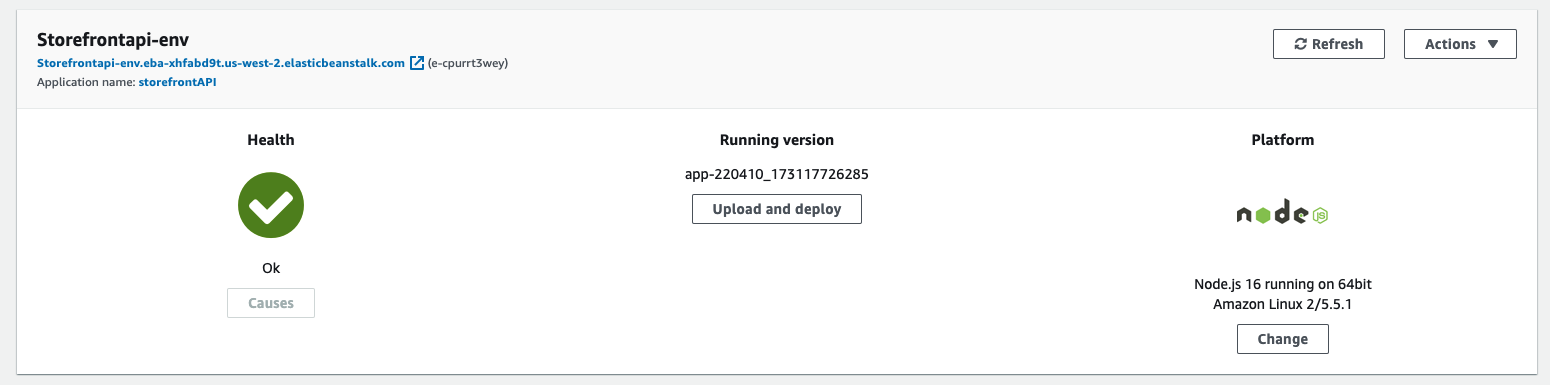 Storefrontapi-env
Storefrontapi-env.eba-xhfabd9t.us-west-2.elasticbeanstalk.com (e-cpurrt3wey)
Application name: storefrontAPI
Refresh
Actions
Health
Ok
Causes
Running version
app-220410_173117726285
Upload and deploy
Platform
node JS
Node.js 16 running on 64bit
Amazon Linux 2/5.5.1
Change